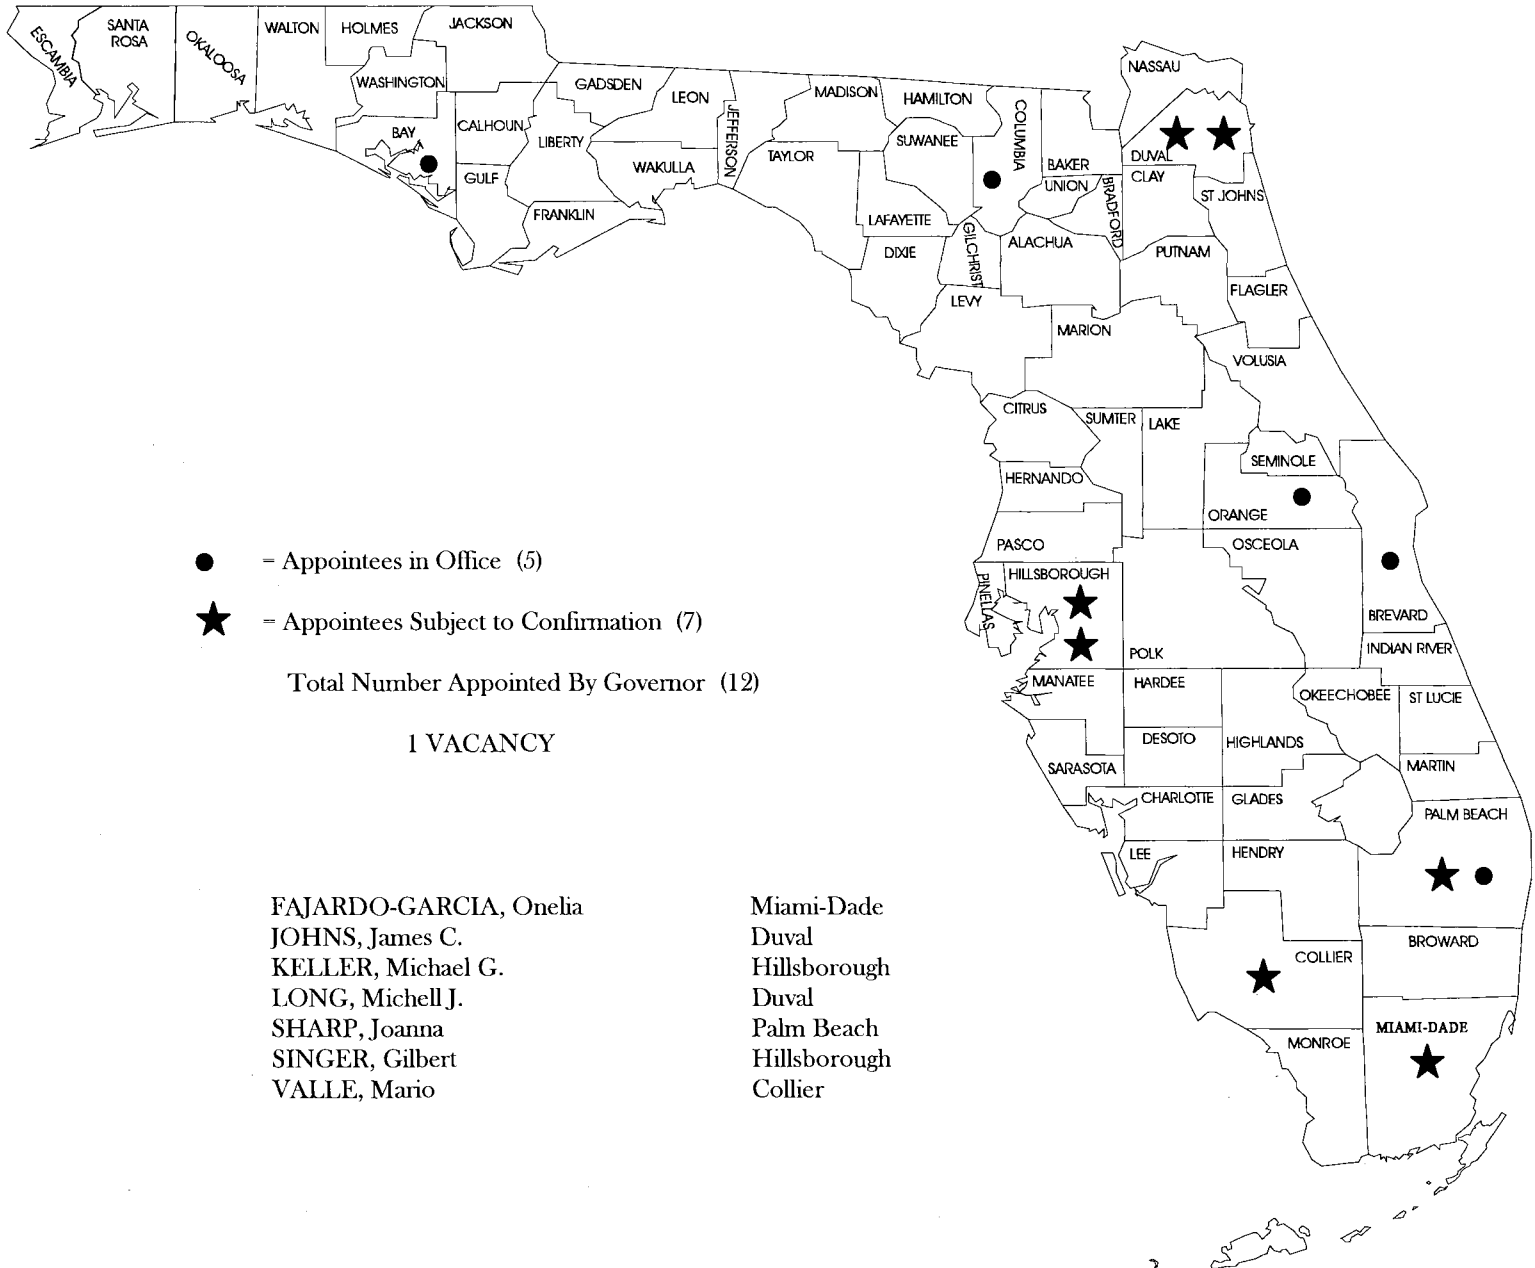 ESCAMBIA
SANTA
ROSA
OKALOOSA
WALTON
HOLMES
JACKSON
WASHINGTON
BAY
CALHOUN
GULF
GADSDEN
LIBERTY
FRANKLIN
LEON
WAKULLA
JEFFERSON
MADISON
TAYLOR
HAMILTON
SUWANEE
LAFAYETTE
DIXIE
COLUMBIA
GILCHRIST
BAKER
UNION
BRADFORD
ALACHUA
LEVY
NASSAU
DUVAL
CLAY
ST JOHNS
PUTNAM
FLAGLER
MARION
VOLUSIA
CITRUS
SUMTER
LAKE
SEMINOLE
HERNANDO
ORANGE
PASCO
OSCEOLA
PINELLAS
HILLSBOROUGH
BREVARD
POLK
INDIAN RIVER
MANATEE
HARDEE
OKEECHOBEE
ST LUCIE
DESOTO
HIGHLANDS
SARASOTA
MARTIN
CHARLOTTE
GLADES
PALM BEACH
LEE
HENDRY
BROWARD
COLLIER
MIAMI-DADE
MONROE
= Appointees in Office (5)
= Appointees Subject to Confirmation (7)
Total Number Appointed By Governor (12)
1 VACANCY
FAJARDO-GARCIA, Onelia Miami-Dade
JOHNS, James C. Duval
KELLER, Michael G. Hillsborough
LONG, Michell J. Duval
SHARP, Joanna Palm Beach
SINGER, Gilbert Hillsborough
VALLE, Mario Collier